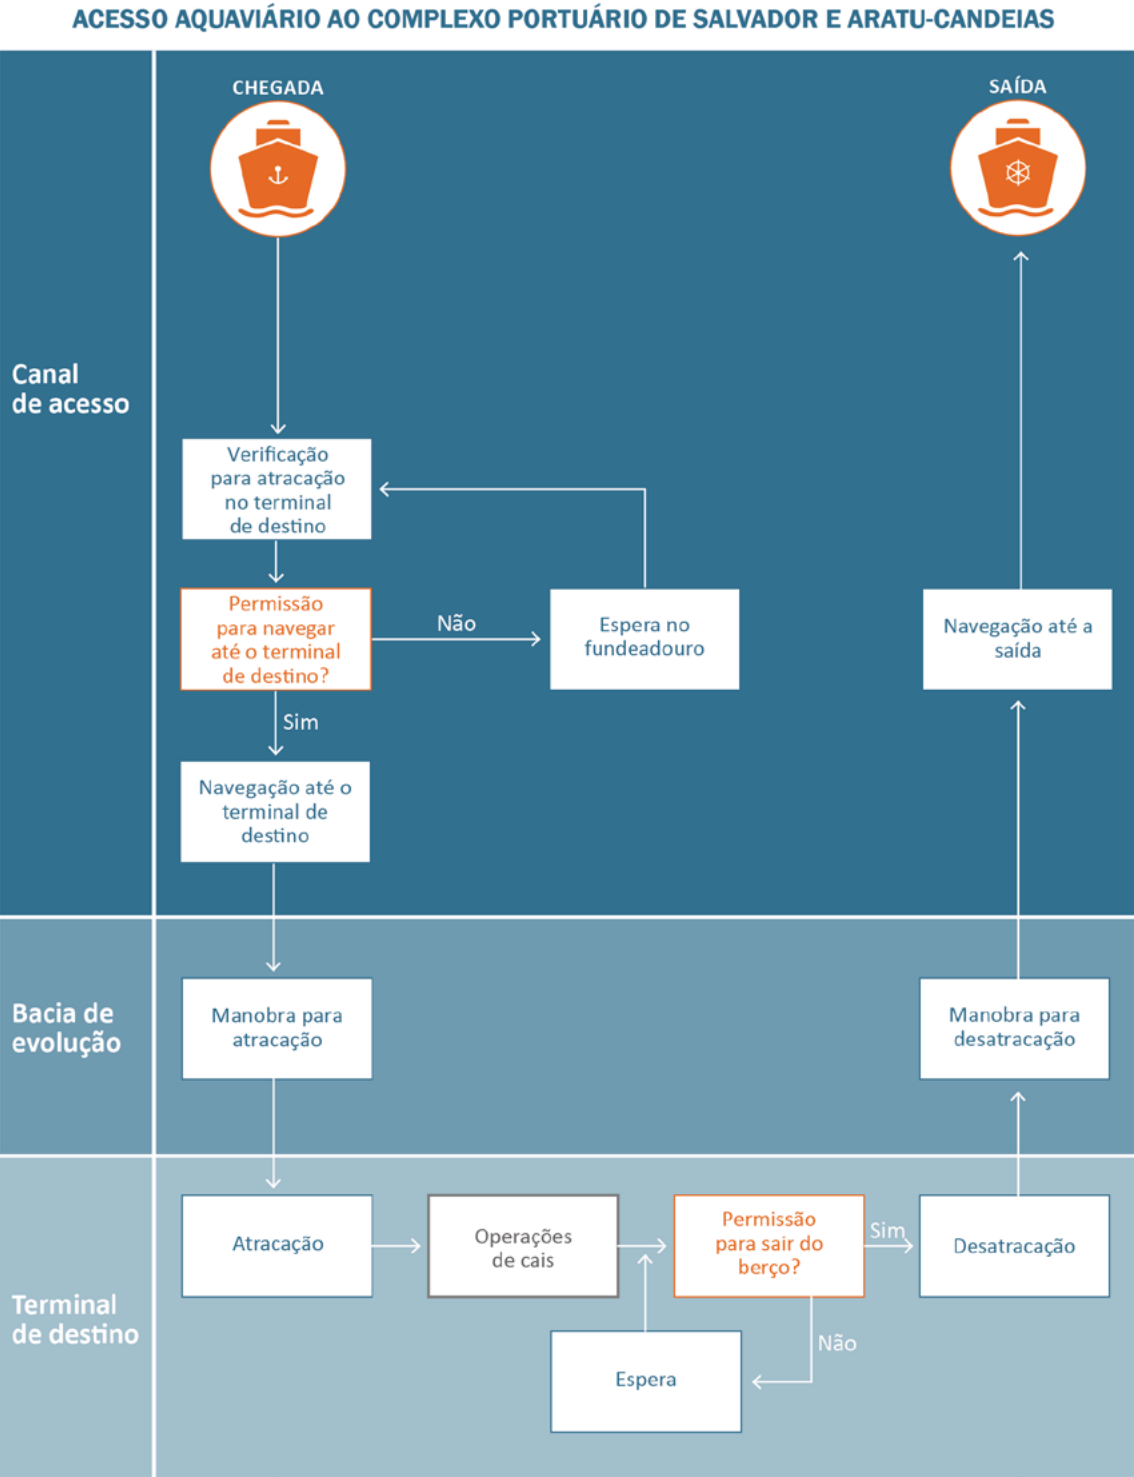 ACESSO AQUAVIÁRIO AO COMPLEXO PORTUÁRIO DE SALVADOR E ARATU-CANDEIAS
CHEGADA
SAÍDA
Canal
de acesso
Verificação
para atracação
no terminal
de destino
Permissão
para navegar
até o terminal
de destino?
Não
Espera no
fundeadouro
Navegação até a
saída
Sim
Navegação até o
terminal de
destino
Bacia de
evolução
Manobra para
atracação
Manobra para
desatracação
Terminal
de destino
Atracação
Operações
de cais
Permissão
para sair do
berço?
Sim
Desatracação
Não
Espera